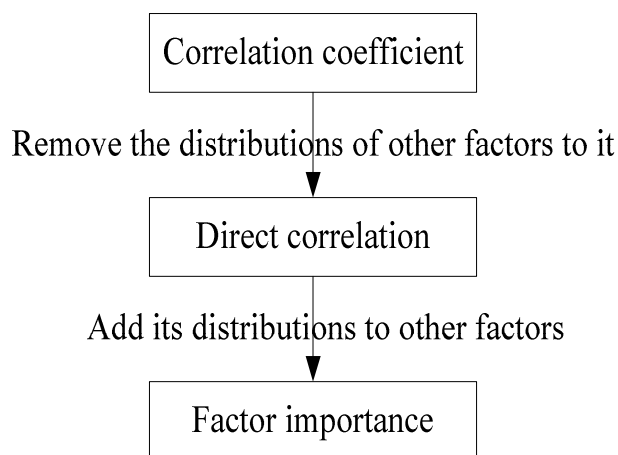 Correlation coefficient
Remove the distributions of other factors to it
Direct correlation
Add its distributions to other factors
Factor importance